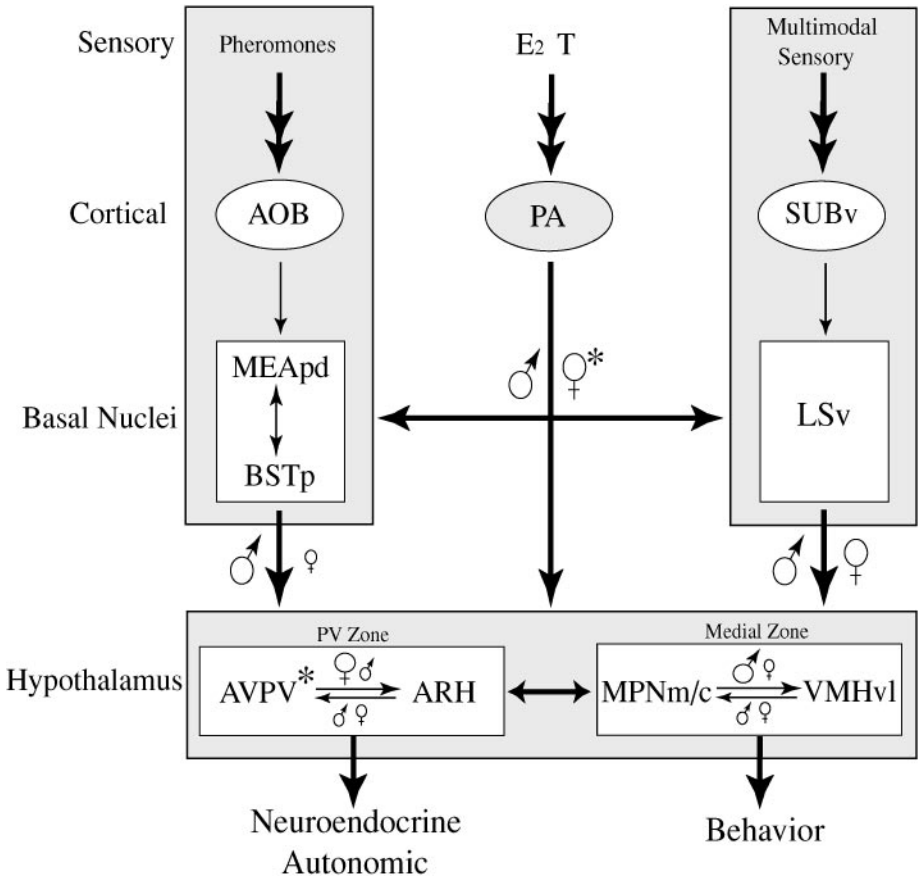 Sensory
Pheromones
E2 T
Multimodal
Sensory
Cortical
AOB
PA
SUBv
♂ ♀*
Basal Nuclei
MEApd
BSTp
LSv
♂ ♀
♂ ♀
PV Zone
Medial Zone
Hypothalamus
♀ ♂
AVPV* ARH
♂ ♀
♂ ♀
MPNm/c VMHvl
♂ ♀
Neuroendocrine
Autonomic
Behavior